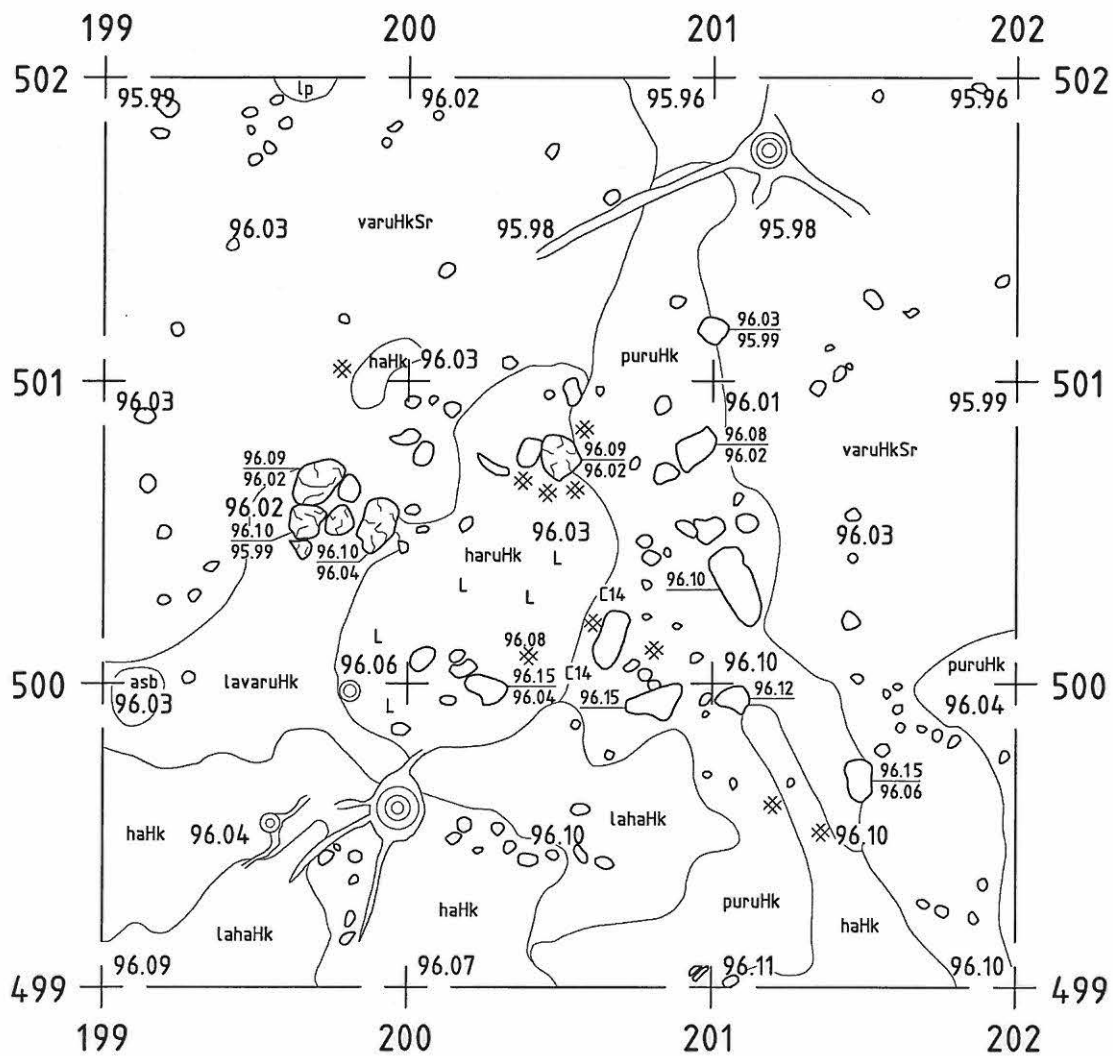 199 200 201 202
502 502
lp
95.99 96.02 95.96 95.96
96.03 varuHkSr 95.98 95.98
haHk 96.03 puruHk 96.03
95.99
501 501
96.03 96.01 95.99
96.09
96.02
96.09
96.02
96.08
96.02
varuHkSr
96.02
96.10
95.99
96.03 96.03
96.10
96.04
haruHk L
L L
96.10
C14
L 96.08
puruHk
500 500
asb
96.03
lavaruHk 96.06
L
96.15
96.04
C14
96.15
96.10
96.12
96.04
96.15
96.06
haHk 96.04 96.10 lahaHk 96.10
lahaHk haHk puruHk haHk
96.09 96.07 96.11 96.10
499 499
199 200 201 202